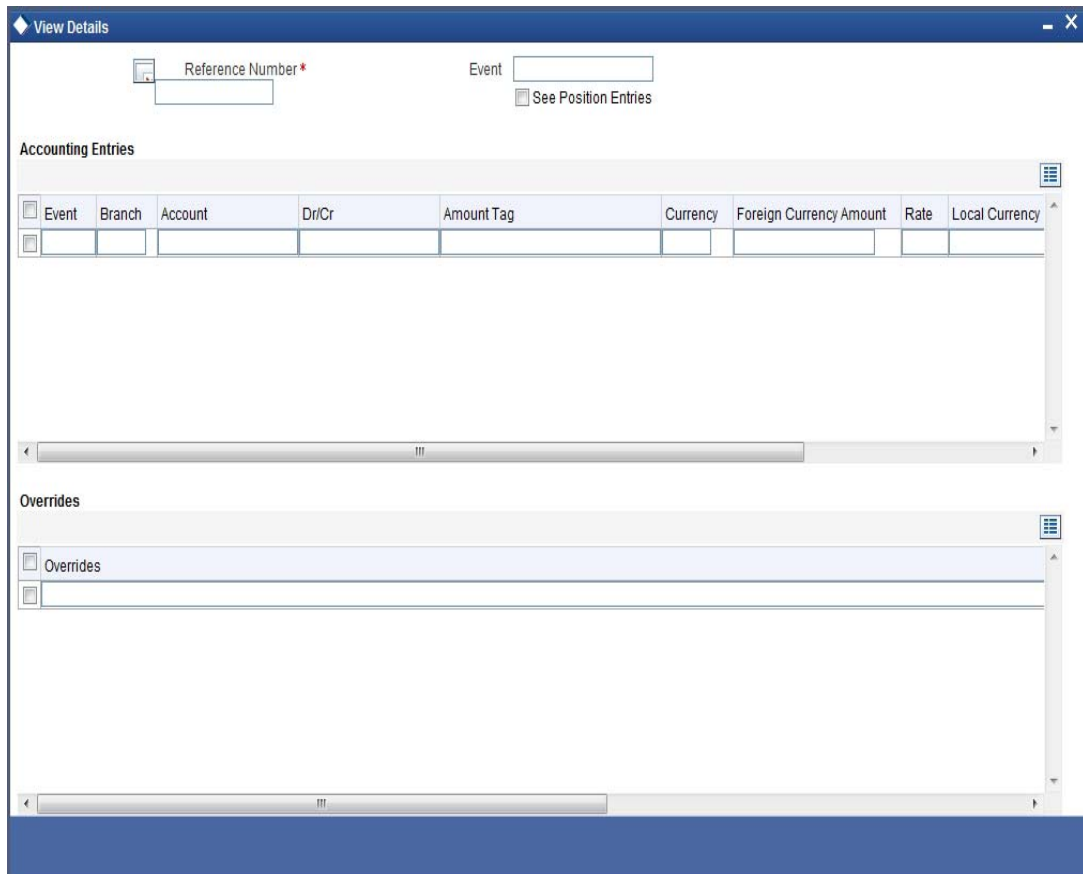 View Details
Reference Number *
Event
See Position Entries
Accounting Entries
Event Branch Account Dr/Cr Amount Tag Currency Foreign Currency Amount Rate Local Currency
Overrides
Overrides